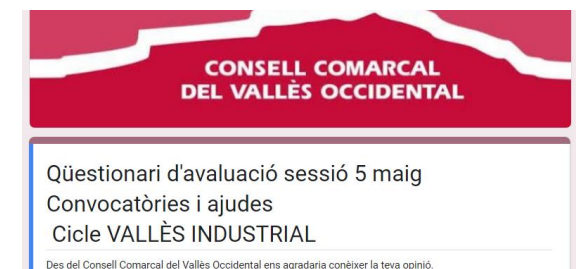 CONSELL COMARCAL
DEL VALLÈS OCCIDENTAL
Qüestionari d'avaluació sessió 5 maig
Convocatòries i ajudes
Cicle VALLÈS INDUSTRIAL
Des del Consell Comarcal del Vallès Occidental ens agradaria conèixer la teva opinió.